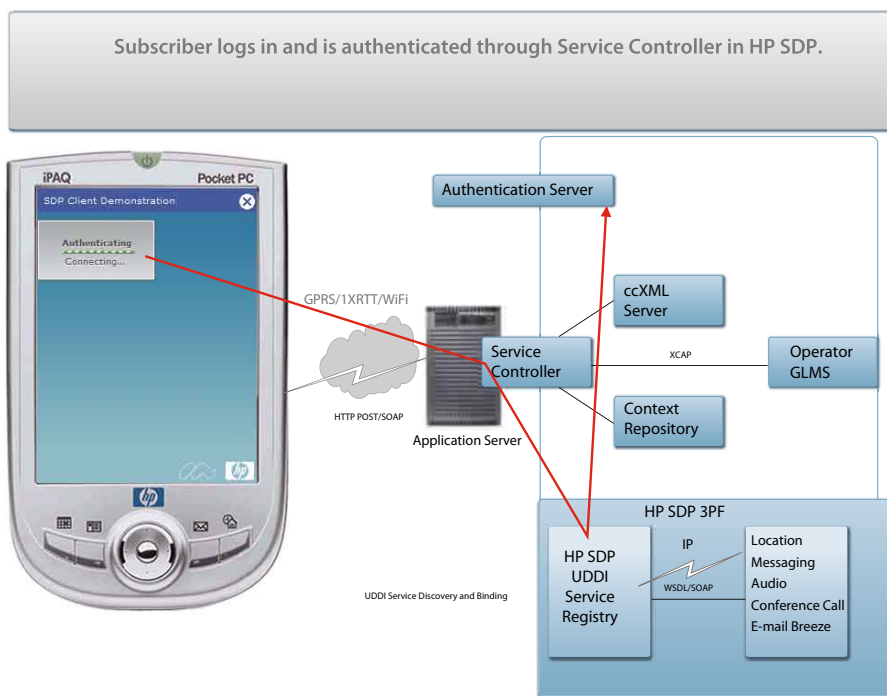 Subscriber logs in and is authenticated through Service Controller in HP SDP.
iPAQ
Pocket PC
SDP Client Demonstration
Authenticating
Connecting...
hp
hp
GPRS/1XRTT/WiFi
HTTP POST/SOAP
Application Server
Authentication Server
Service
Controller
ccXML
Server
XCAP
Operator
GLMS
Context
Repository
UDDI Service Discovery and Binding
HP SDP 3PF
HP SDP
UDDI
Service
Registry
IP
WSDL/SOAP
Location
Messaging
Audio
Conference Call
E-mail Breeze